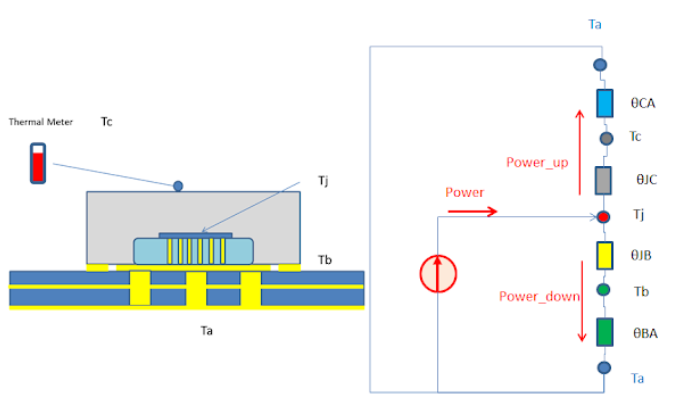 Thermal Meter
Tc
Tj
Tb
Ta
Ta
θCA
Tc
Power_up
θJC
Power
Tj
θJB
Power_down
Tb
θBA
Ta